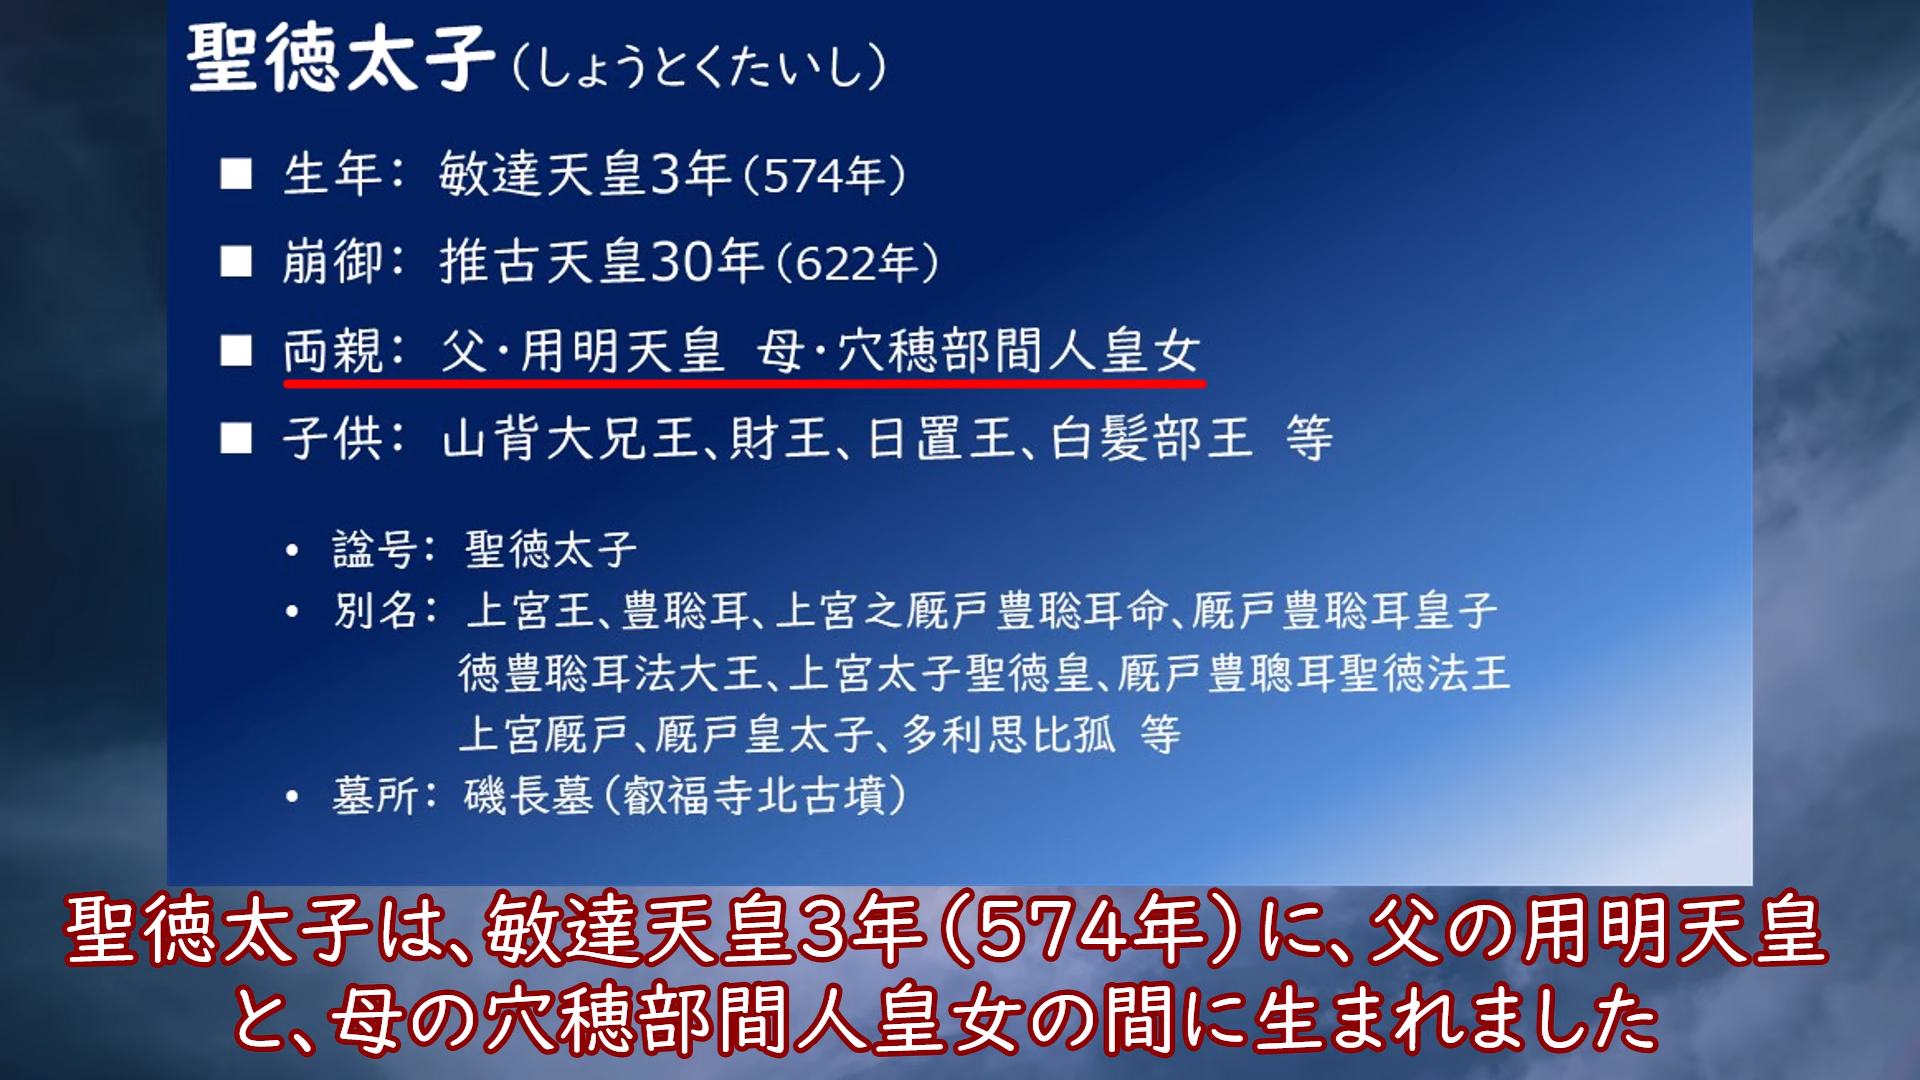 聖徳太子（しょうとくたいし）
■ 生年： 敏達天皇3年（574年）
■ 崩御： 推古天皇30年（622年）
■ 両親： 父・用明天皇 母・穴穂部間人皇女
■ 子供： 山背大兄王、財王、日置王、白髪部王 等
• 諡号： 聖徳太子
• 別名： 上宮王、豊聡耳、上宮之厩戸豊聡耳命、厩戸豊聡耳皇子
徳豊聡耳法大王、上宮太子聖徳皇、厩戸豊聰耳聖徳法王
上宮厩戸、厩戸皇太子、多利思比孤 等
• 墓所： 磯長墓（叡福寺北古墳）
聖徳太子は、敏達天皇3年（574年）に、父の用明天皇
と、母の穴穂部間人皇女の間に生まれました